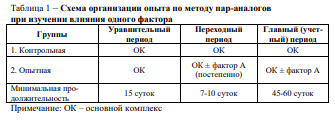 Таблица 1 – Схема организации опыта по методу пар-аналогов
при изучении влияния одного фактора
Группы Уравнительный период Переходный период Главный (учетный) период
1. Контрольная ОК ОК ОК
2. Опытная ОК ОК ± фактор А (постепенно) ОК ± фактор А
Минимальная продолжительность 15 суток 7-10 суток 45-60 суток
Примечание: ОК – основной комплекс